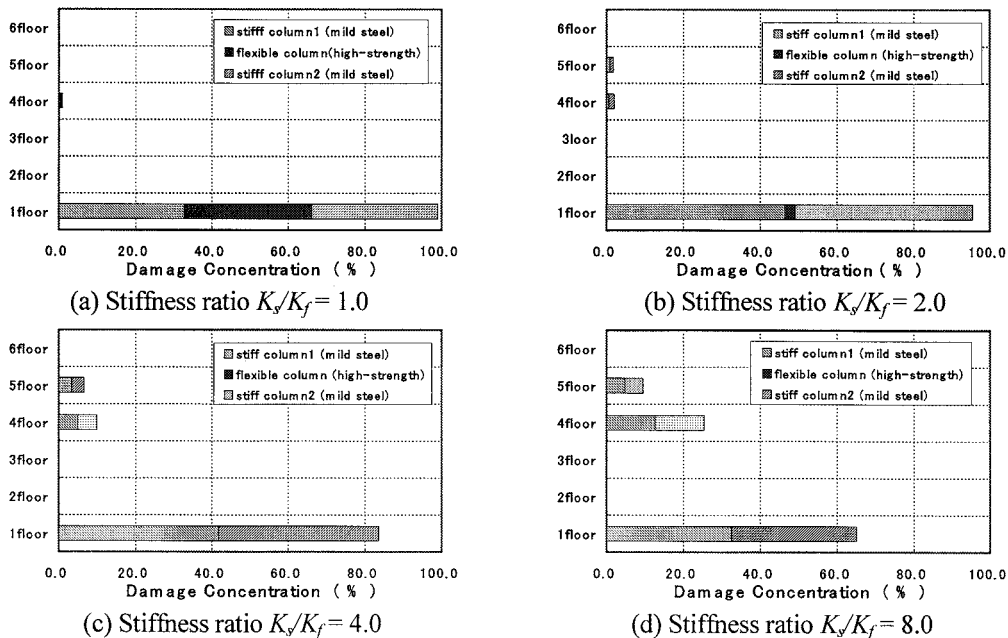 6floor
5floor
4floor
3floor
2floor
1floor
stifff column1 (mild steel)
flexible column(high-strength)
stifff column2 (mild steel)
0.0 20.0 40.0 60.0 80.0 100.0
Damage Concentration ( % )
(a) Stiffness ratio Ks/Kf = 1.0
6floor
5floor
4floor
3loor
2floor
1floor
stiff column1 (mild steel)
flexible column (high-strength)
stiff column2 (mild steel)
0.0 20.0 40.0 60.0 80.0 100.0
Damage Concentration ( % )
(b) Stiffness ratio Ks/Kf = 2.0
6floor
5floor
4floor
3floor
2floor
1floor
stiff column1 (mild steel)
flexible column (high-strength)
stiff column2 (mild steel)
0.0 20.0 40.0 60.0 80.0 100.0
Damage Concentration ( % )
(c) Stiffness ratio Ks/Kf = 4.0
6floor
5floor
4floor
3floor
2floor
1floor
stiff column1 (mild steel)
flexible column (high-strength)
stiff column2 (mild steel)
0.0 20.0 40.0 60.0 80.0 100.0
Damage Concentration ( % )
(d) Stiffness ratio Ks/Kf = 8.0